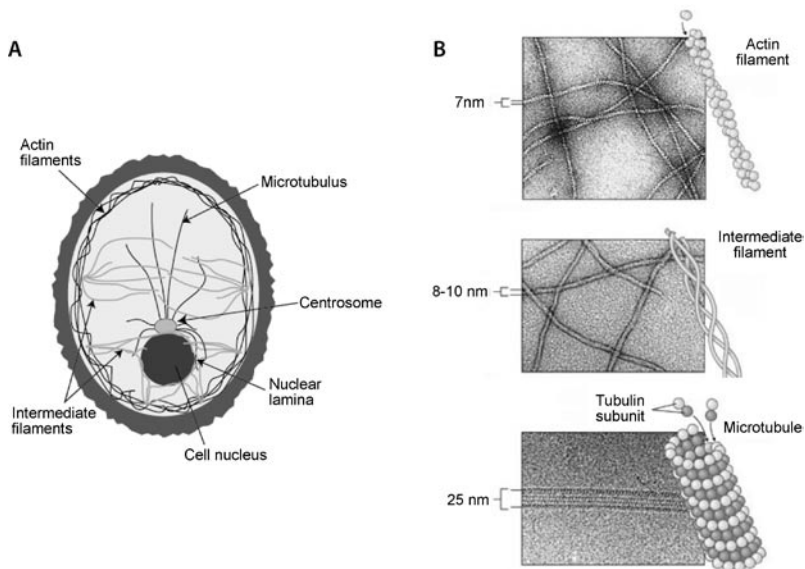 A
Actin
filaments
Microtubulus
Centrosome
Nuclear
lamina
Intermediate
filaments
Cell nucleus
B
Actin
filament
7nm
Intermediate
filament
8-10 nm
Tubulin
subunit
Microtubule
25 nm